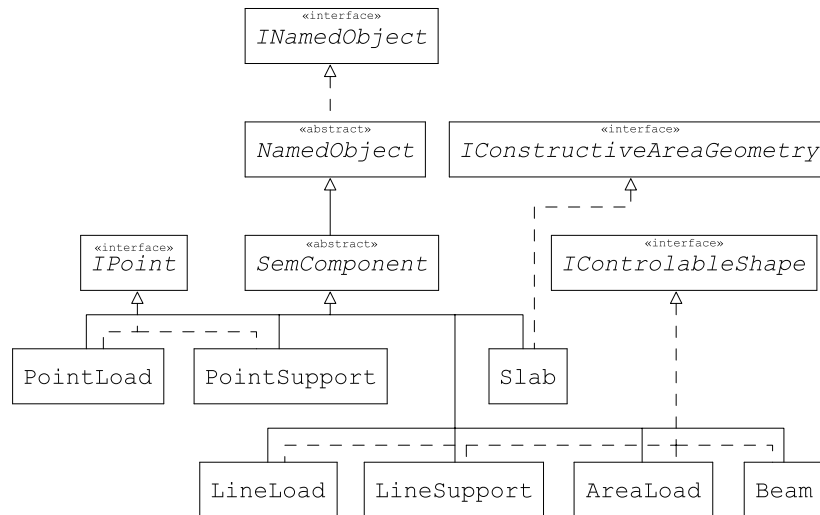 «interface»
INamedObject
«abstract»
NamedObject
«interface»
IConstructiveAreaGeometry
«interface»
IPoint
«abstract»
SemComponent
«interface»
IControlableShape
PointLoad
PointSupport
Slab
LineLoad
LineSupport
AreaLoad
Beam